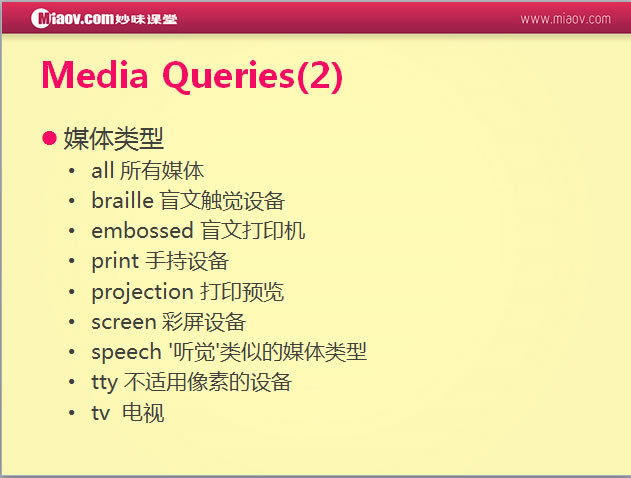 Miaov.com妙味课堂 www.miaov.com
Media Queries(2)
● 媒体类型
• all 所有媒体
• braille 盲文触觉设备
• embossed 盲文打印机
• print 手持设备
• projection 打印预览
• screen 彩屏设备
• speech '听觉'类似的媒体类型
• tty 不适用像素的设备
• tv 电视